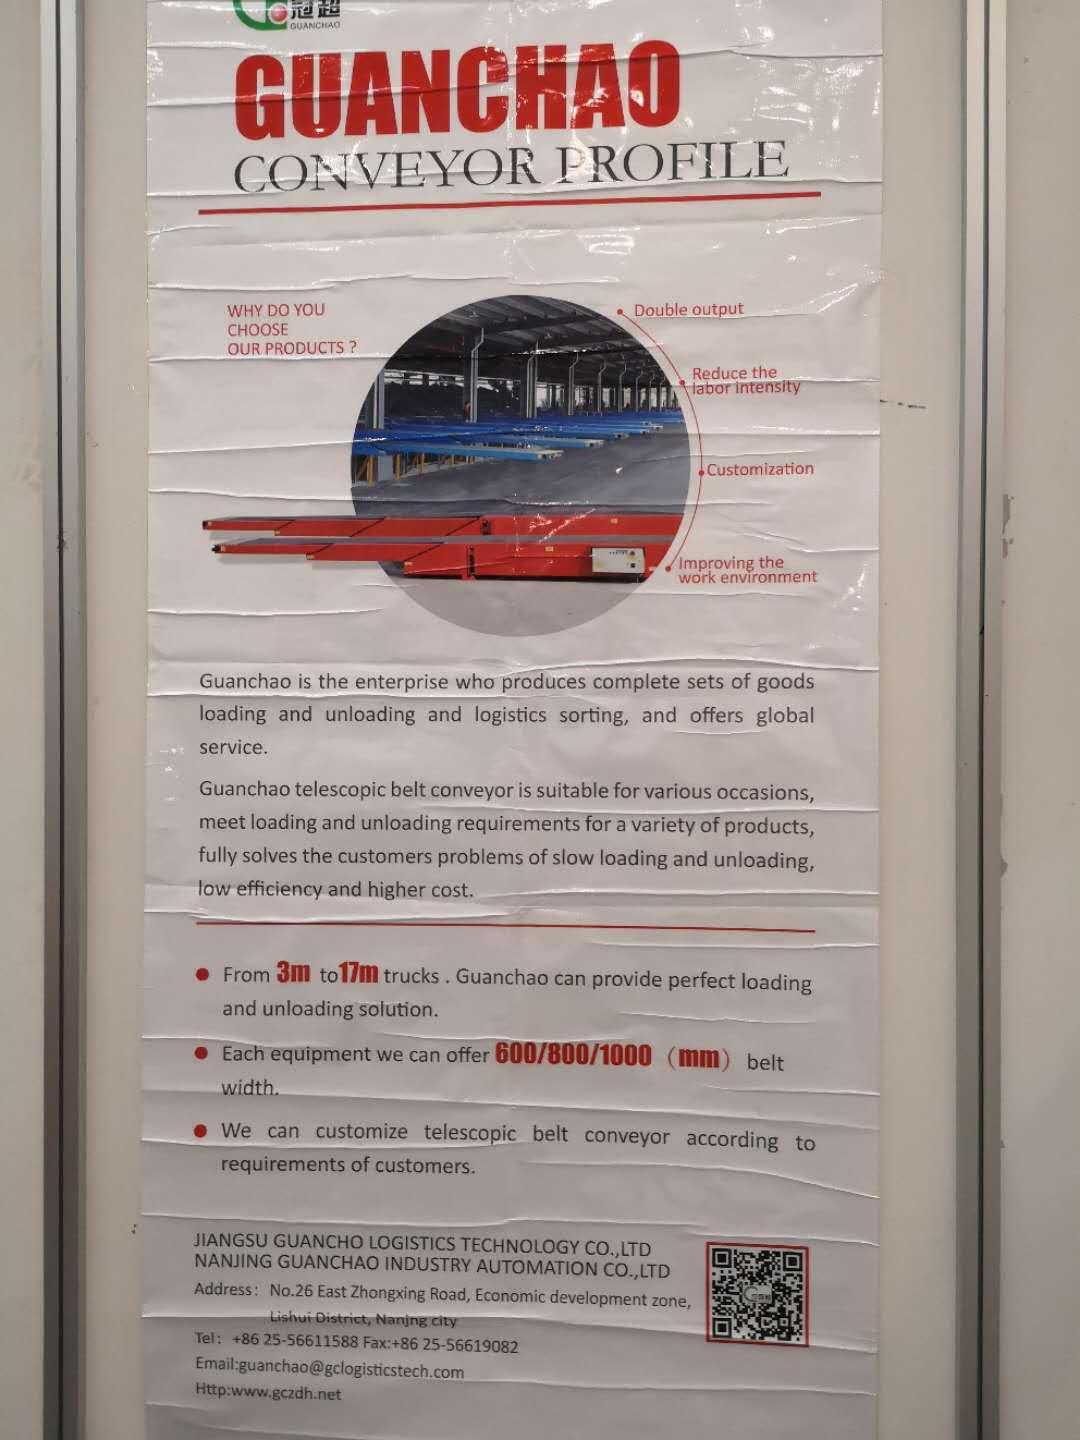 冠超
GUANCHAO
GUANCHAO
CONVEYOR PROFILE
WHY DO YOU
CHOOSE
OUR PRODUCTS ?
Double output
Reduce the
labor intensity
Customization
Improving the
work environment
Guanchao is the enterprise who produces complete sets of goods
loading and unloading and logistics sorting, and offers global
service.
Guanchao telescopic belt conveyor is suitable for various occasions,
meet loading and unloading requirements for a variety of products,
fully solves the customers problems of slow loading and unloading,
low efficiency and higher cost.
● From 3m to17m trucks . Guanchao can provide perfect loading
and unloading solution.
● Each equipment we can offer 600/800/1000（mm）belt
width.
● We can customize telescopic belt conveyor according to
requirements of customers.
JIANGSU GUANCHO LOGISTICS TECHNOLOGY CO.,LTD
NANJING GUANCHAO INDUSTRY AUTOMATION CO.,LTD
Address：No.26 East Zhongxing Road, Economic development zone,
Lishui District, Nanjng city
Tel：+86 25-56611588 Fax:+86 25-56619082
Email:guanchao@gclogisticstech.com
Http:www.gczdh.net